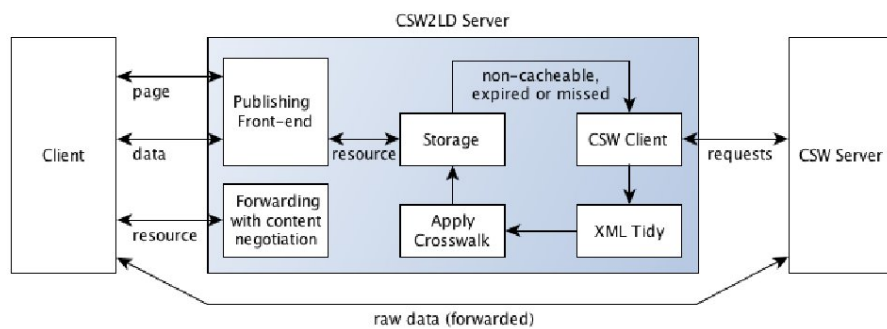 CSW2LD Server
Client
page
data
resource
Publishing
Front-end
Forwarding
with content
negotiation
resource
Storage
non-cacheable,
expired or missed
CSW Client
Apply
Crosswalk
XML Tidy
requests
CSW Server
raw data (forwarded)